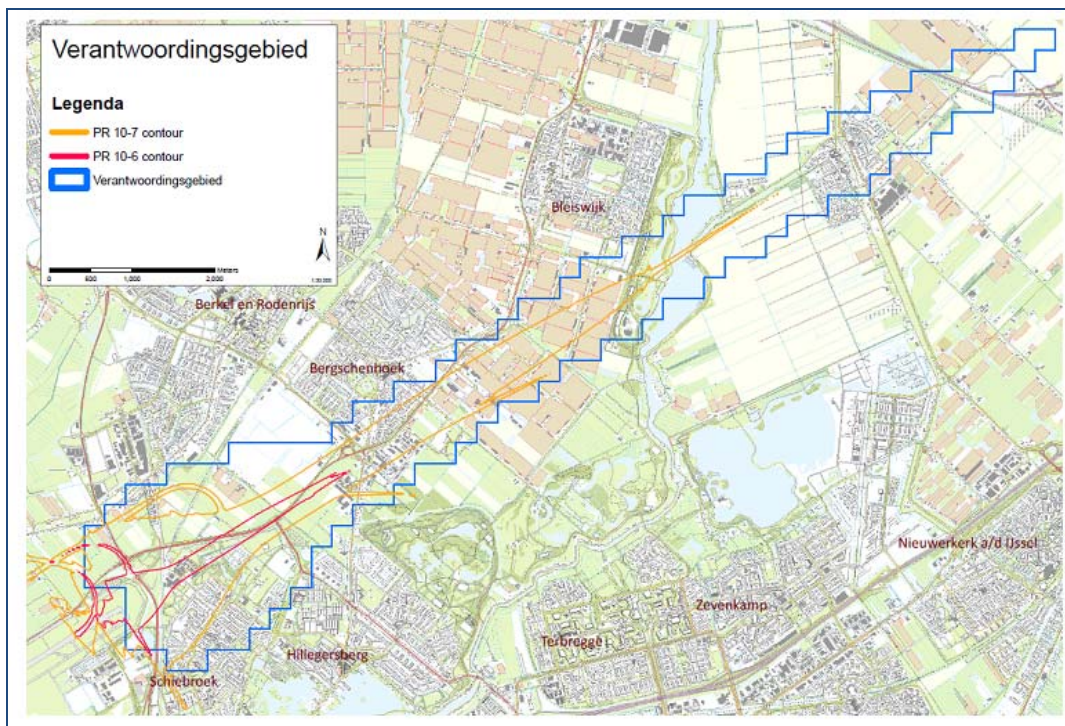 Verantwoordingsgebied
Legenda
PR 10-7 contour
PR 10-6 contour
Verantwoordingsgebied
N
0 500 1,000 2,000 Meters
Bleiswijk
Berkel en Rodenrijs
Bergschenhoek
Nieuwerkerk a/d IJssel
Zevenkamp
Terbregge
Hillegersberg
Schiebroek